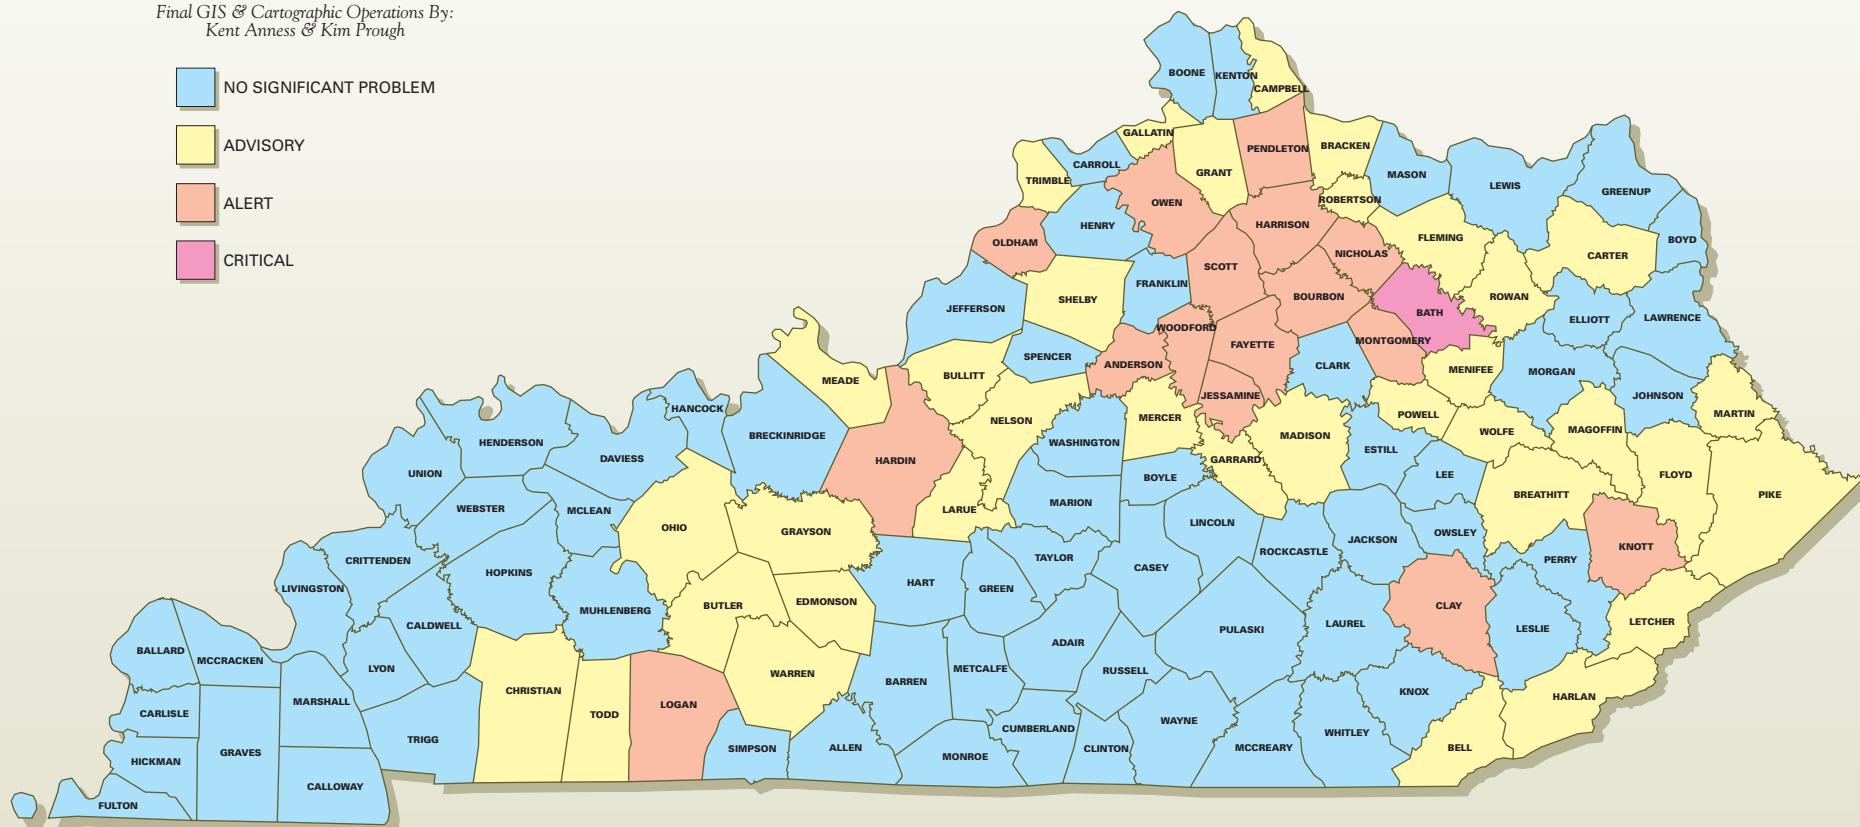 Final GIS & Cartographic Operations By:
Kent Anness & Kim Prough
NO SIGNIFICANT PROBLEM
ADVISORY
ALERT
CRITICAL
BOONE
KENTON
CAMPBELL
GALLATIN
CARROLL
TRIMBLE
GRANT
PENDLETON
BRACKEN
MASON
LEWIS
GREENUP
OWEN
ROBERTSON
HENRY
HARRISON
OLDHAM
FLEMING
BOYD
CARTER
NICHOLAS
SCOTT
FRANKLIN
SHELBY
BOURBON
ROWAN
JEFFERSON
BATH
ELLIOTT
LAWRENCE
WOODFORD
FAYETTE
MONTGOMERY
SPENCER
ANDERSON
CLARK
MENIFEE
MORGAN
BULLITT
MEADE
JESSAMINE
JOHNSON
HANCOCK
NELSON
MERCER
POWELL
MARTIN
BRECKINRIDGE
MADISON
WOLFE
MAGOFFIN
HENDERSON
WASHINGTON
DAVIESS
HARDIN
GARRARD
ESTILL
UNION
BOYLE
LEE
FLOYD
BREATHITT
PIKE
WEBSTER
MCLEAN
LARUE
MARION
OHIO
GRAYSON
LINCOLN
ROCKCASTLE
JACKSON
OWSLEY
KNOTT
CRITTENDEN
TAYLOR
PERRY
HOPKINS
CASEY
LIVINGSTON
HART
GREEN
MUHLENBERG
BUTLER
EDMONSON
CLAY
CALDWELL
PULASKI
LAUREL
LESLIE
LETCHER
BALLARD
MCCRACKEN
LYON
ADAIR
METCALFE
RUSSELL
WARREN
BARREN
CHRISTIAN
KNOX
HARLAN
MARSHALL
LOGAN
CARLISLE
TODD
WAYNE
CUMBERLAND
WHITLEY
TRIGG
GRAVES
SIMPSON
ALLEN
CLINTON
MCCREARY
BELL
HICKMAN
MONROE
CALLOWAY
FULTON